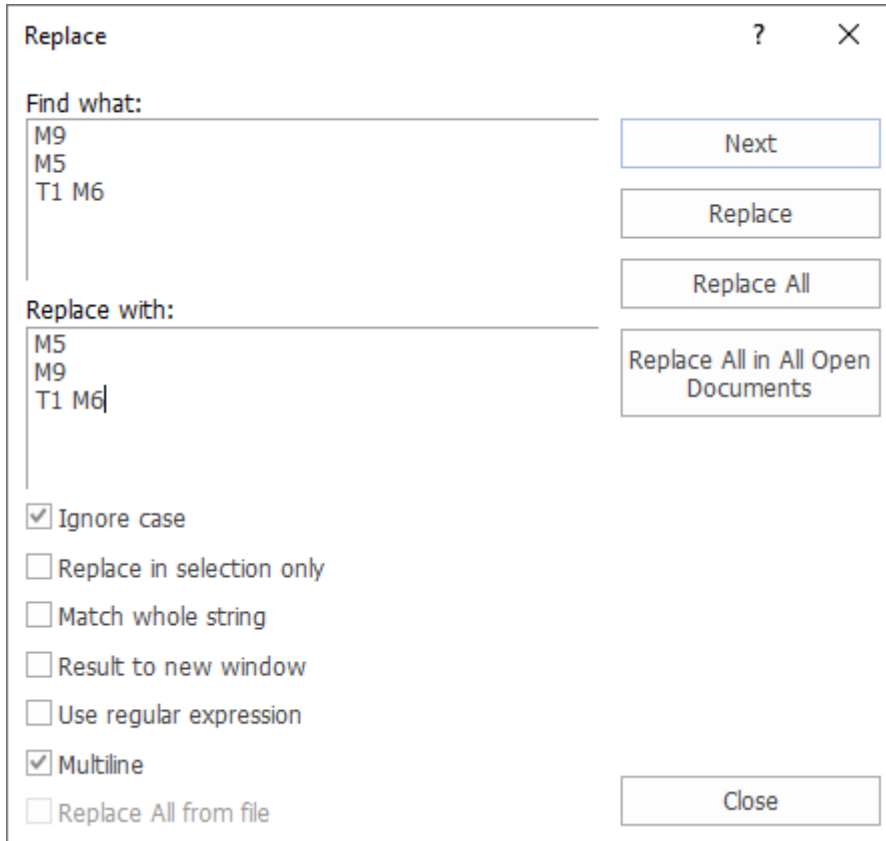 Replace
?
Find what:
M9
M5
T1 M6
Next
Replace
Replace All
Replace with:
M5
M9
T1 M6
Replace All in All Open
Documents
Ignore case
Replace in selection only
Match whole string
Result to new window
Use regular expression
Multiline
Replace All from file
Close